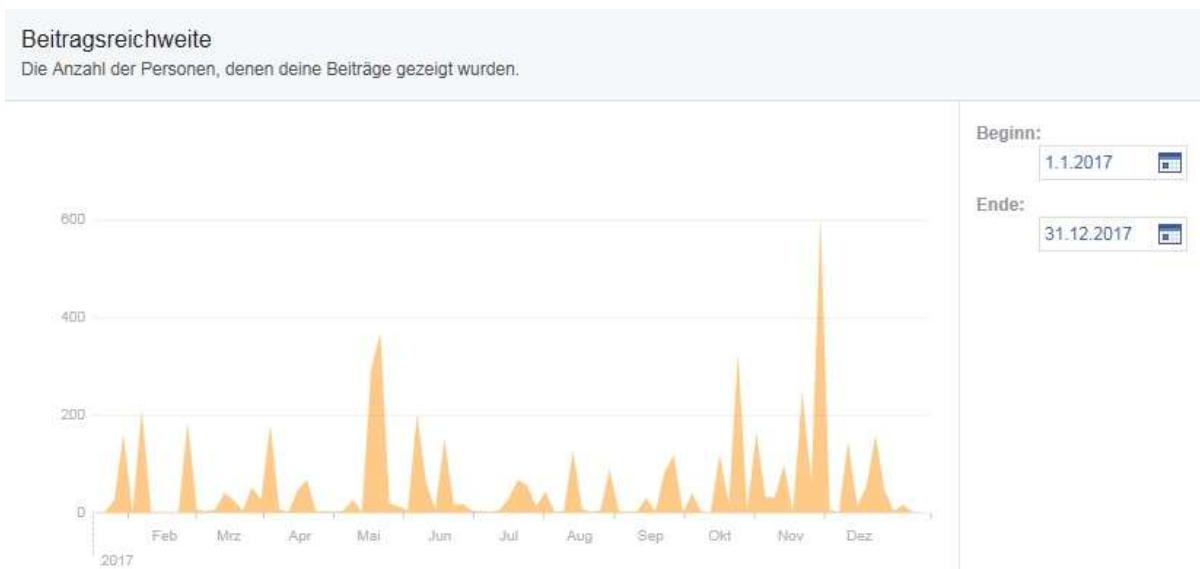 Beitragsreichweite
Die Anzahl der Personen, denen deine Beiträge gezeigt wurden.
Beginn:
1.1.2017
Ende:
31.12.2017
600
400
200
0
Feb Mrz Apr Mai Jun Jul Aug Sep Okt Nov Dez
2017